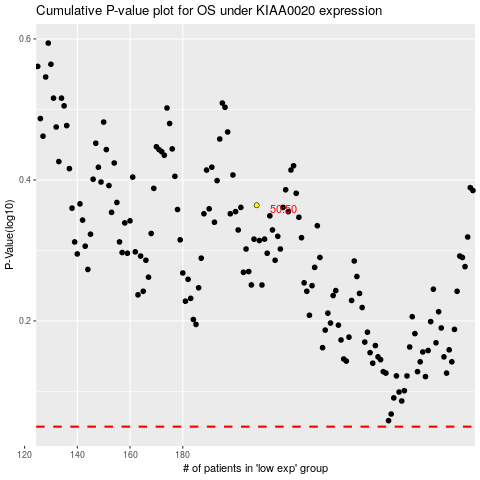 Cumulative P-value plot for OS under KIAA0020 expression
P-Value(log10)
0.6
0.4
0.2
50:50
120 140 160 180
# of patients in 'low exp' group